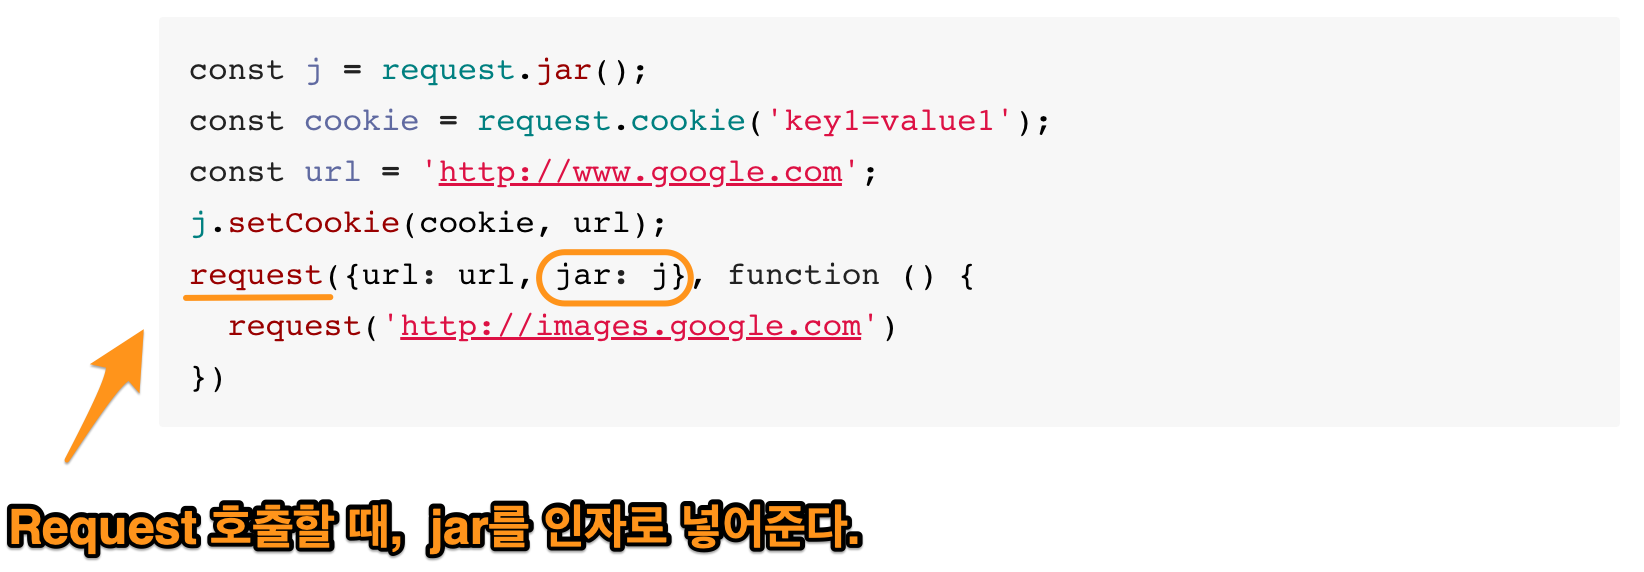 const j = request.jar();
const cookie = request.cookie('key1=value1');
const url = 'http://www.google.com';
j.setCookie(cookie, url);
request({url: url, jar: j}, function () {
  request('http://images.google.com')
})
Request 호출할 때, jar를 인자로 넣어준다.